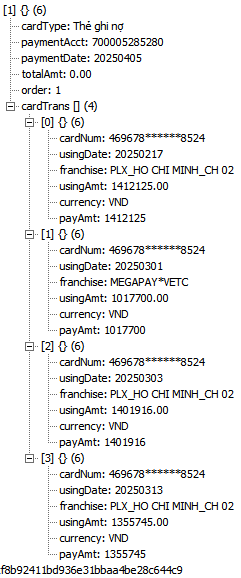 [1] {} (6)
cardType: Thẻ ghi nợ
paymentAcct: 700005285280
paymentDate: 20250405
totalAmt: 0.00
order: 1
cardTrans [] (4)
[0] {} (6)
cardNum: 469678******8524
usingDate: 20250217
franchise: PLX_HO CHI MINH_CH 02
usingAmt: 1412125.00
currency: VND
payAmt: 1412125
[1] {} (6)
cardNum: 469678******8524
usingDate: 20250301
franchise: MEGAPAY*VETC
usingAmt: 1017700.00
currency: VND
payAmt: 1017700
[2] {} (6)
cardNum: 469678******8524
usingDate: 20250303
franchise: PLX_HO CHI MINH_CH 02
usingAmt: 1401916.00
currency: VND
payAmt: 1401916
[3] {} (6)
cardNum: 469678******8524
usingDate: 20250313
franchise: PLX_HO CHI MINH_CH 02
usingAmt: 1355745.00
currency: VND
payAmt: 1355745
f8b92411bd936e31bbaa4be28c644c9